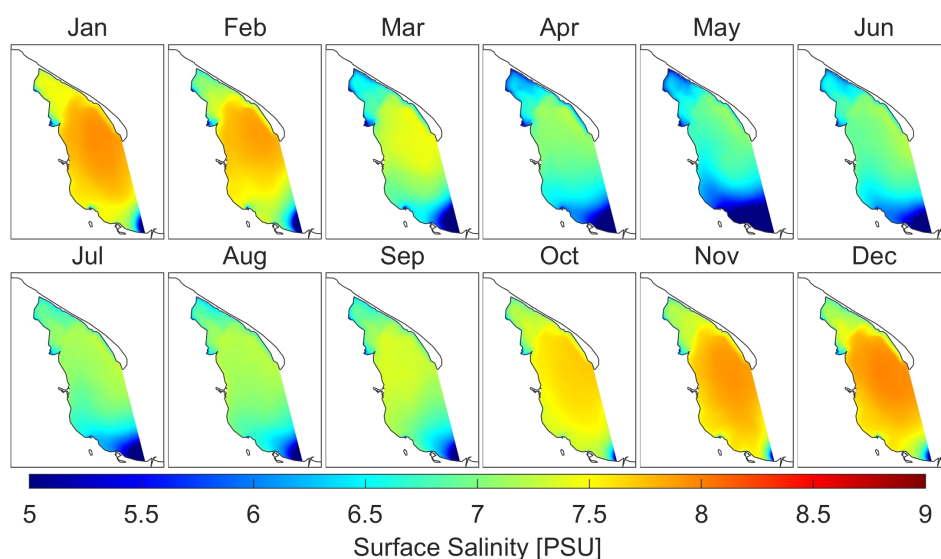 Jan Feb Mar Apr May Jun
Jul Aug Sep Oct Nov Dec
5 5.5 6 6.5 7 7.5 8 8.5 9
Surface Salinity [PSU]